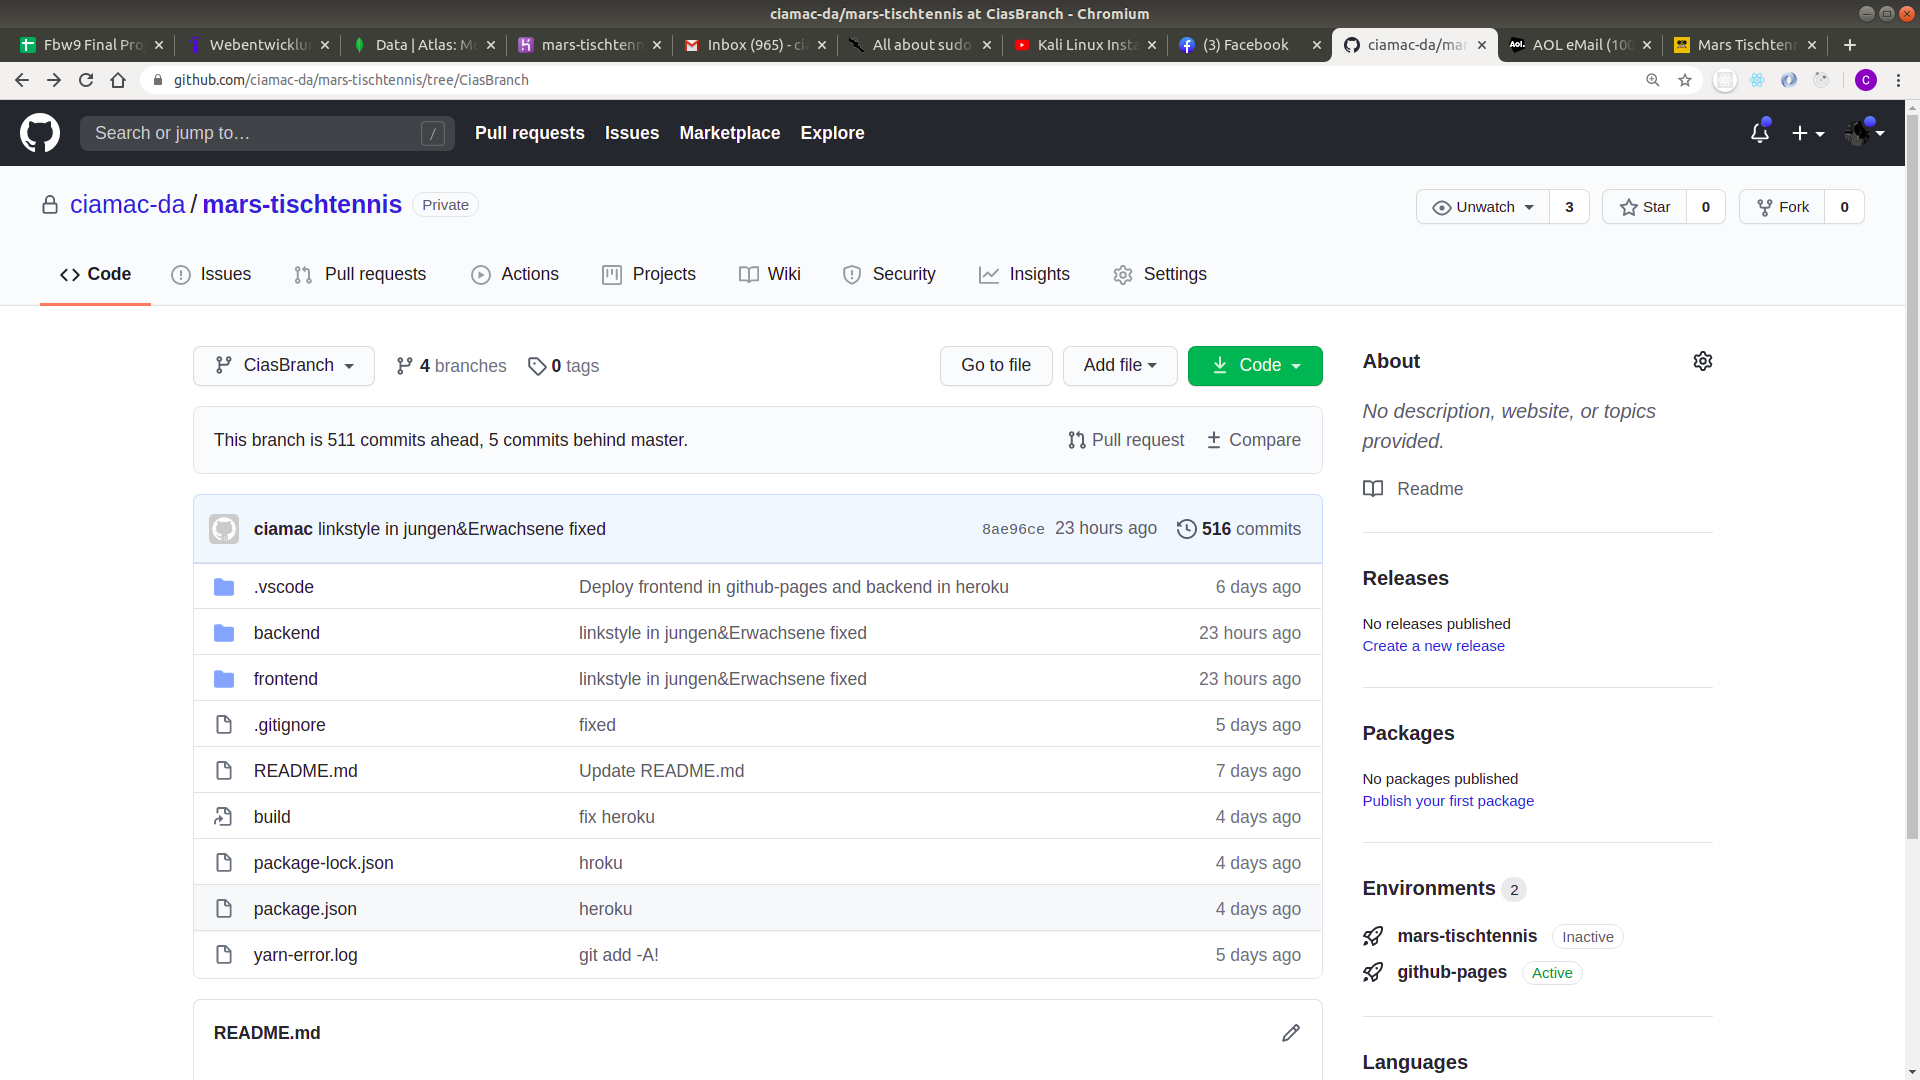 ciamac-da/mars-tischtennis at CiasBranch - Chromium
Fbw9 Final Pro
Webentwicklu
Data | Atlas: Mo
mars-tischtenn
Inbox (965) - ci
All about sudo
Kali Linux Insta
(3) Facebook
ciamac-da/mar
AOL eMail (100
Mars Tischtenn
github.com/ciamac-da/mars-tischtennis/tree/CiasBranch
C
Search or jump to…
/
Pull requests
Issues
Marketplace
Explore
ciamac-da / mars-tischtennis
Private
Unwatch 3
Star 0
Fork 0
Code
Issues
Pull requests
Actions
Projects
Wiki
Security
Insights
Settings
CiasBranch
4 branches
0 tags
Go to file
Add file
Code
This branch is 511 commits ahead, 5 commits behind master.
Pull request
Compare
ciamac linkstyle in jungen&Erwachsene fixed
8ae96ce 23 hours ago
516 commits
.vscode Deploy frontend in github-pages and backend in heroku 6 days ago
backend linkstyle in jungen&Erwachsene fixed 23 hours ago
frontend linkstyle in jungen&Erwachsene fixed 23 hours ago
.gitignore fixed 5 days ago
README.md Update README.md 7 days ago
build fix heroku 4 days ago
package-lock.json hroku 4 days ago
package.json heroku 4 days ago
yarn-error.log git add -A! 5 days ago
README.md
About
No description, website, or topics
provided.
Readme
Releases
No releases published
Create a new release
Packages
No packages published
Publish your first package
Environments 2
mars-tischtennis Inactive
github-pages Active
Languages